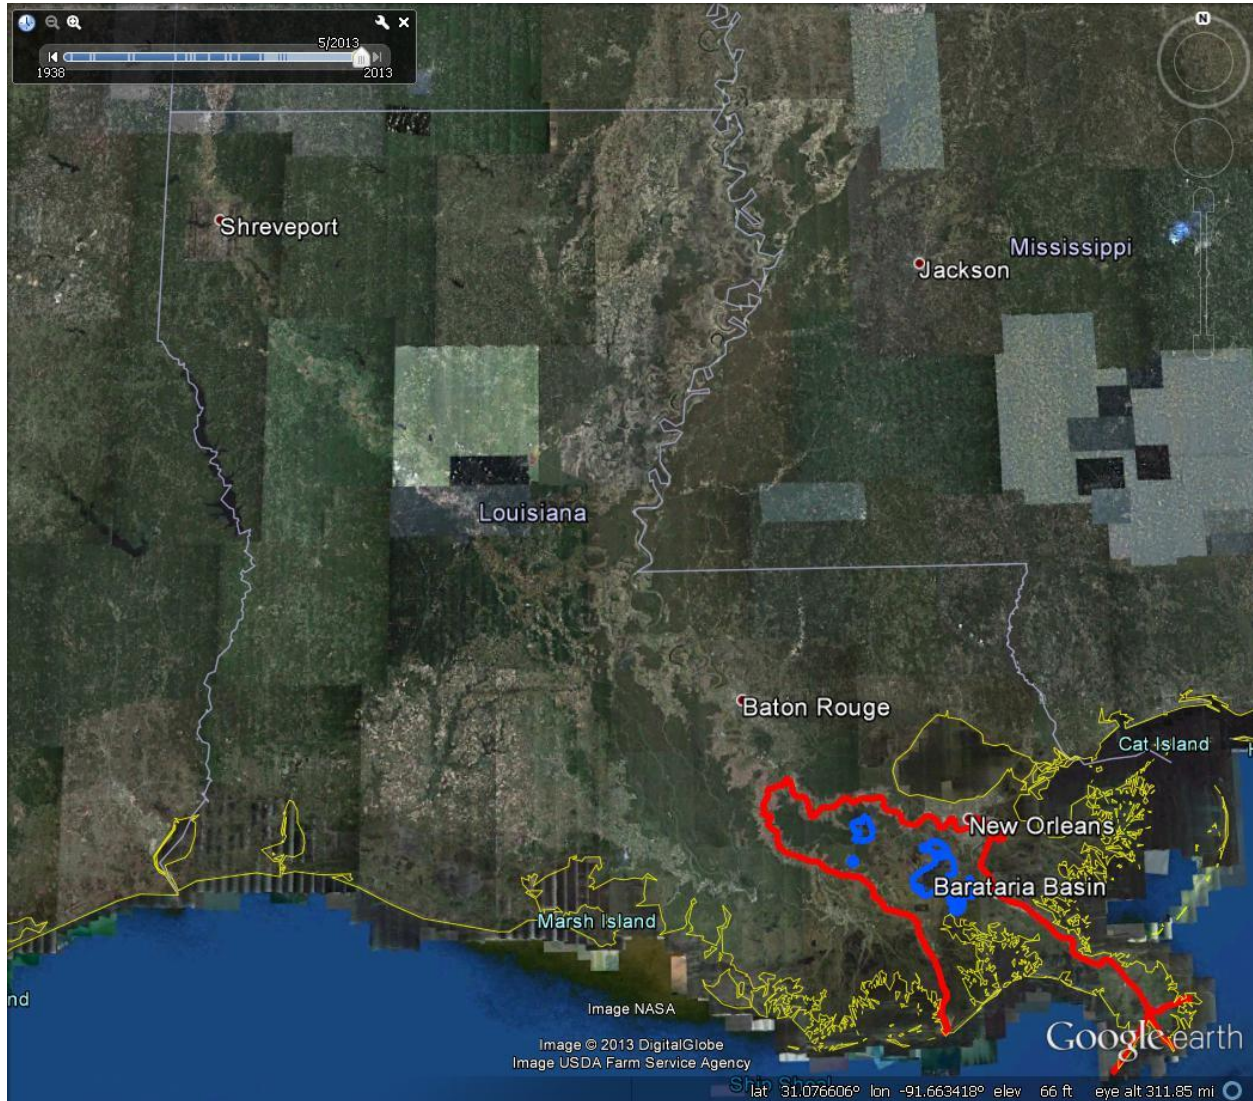 5/2013
1938
2013
N
Shreveport
Mississippi
Jackson
Louisiana
Baton Rouge
Cat Island
New Orleans
Barataria Basin
Marsh Island
nd
Image NASA
Google earth
Image © 2013 DigitalGlobe
Image USDA Farm Service Agency
Ship Shoal
lat 31.076606° lon -91.663418° elev 66 ft eye alt 311.85 mi